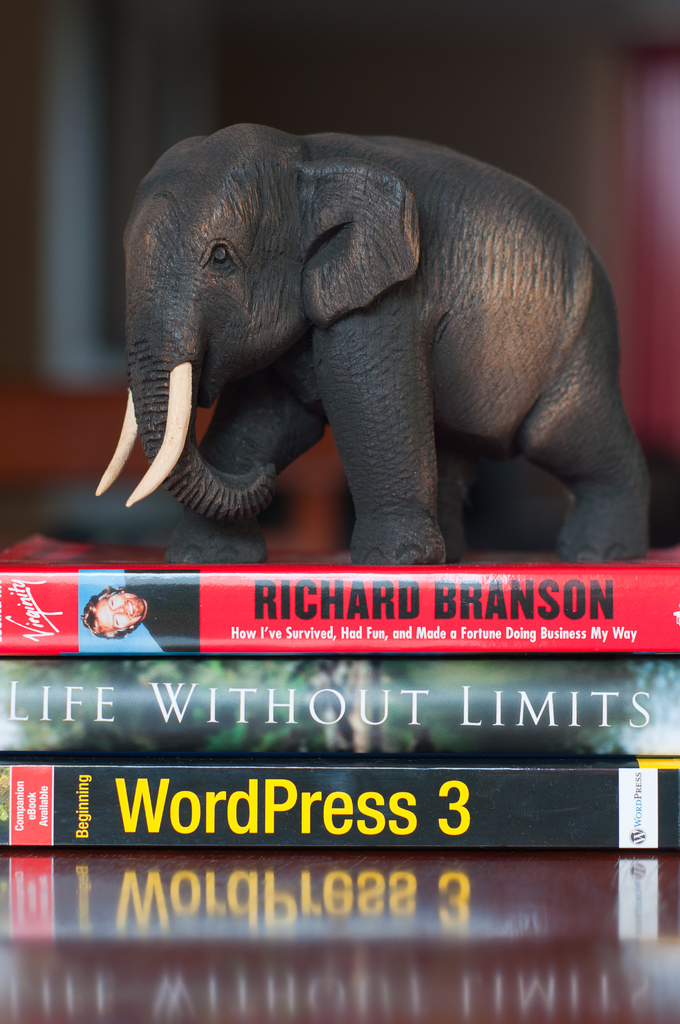 Virginity
RICHARD BRANSON
How I've Survived, Had Fun, and Made a Fortune Doing Business My Way
LIFE WITHOUT LIMITS
Companion
eBook
Available
Beginning
WordPress 3
WORDPRESS